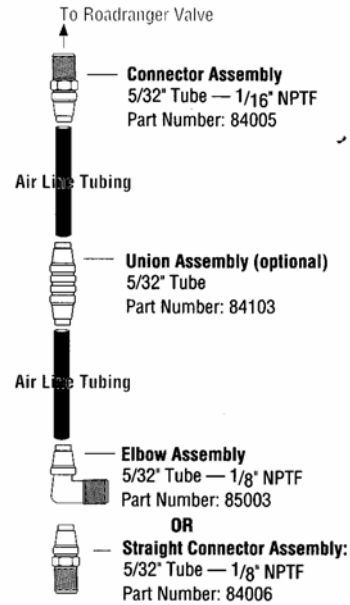 To Roadranger Valve
Connector Assembly
5/32" Tube — 1/16" NPTF
Part Number: 84005
Air Line Tubing
Union Assembly (optional)
5/32" Tube
Part Number: 84103
Air Line Tubing
Elbow Assembly
5/32" Tube — 1/8" NPTF
Part Number: 85003
OR
Straight Connector Assembly:
5/32" Tube — 1/8" NPTF
Part Number: 84006